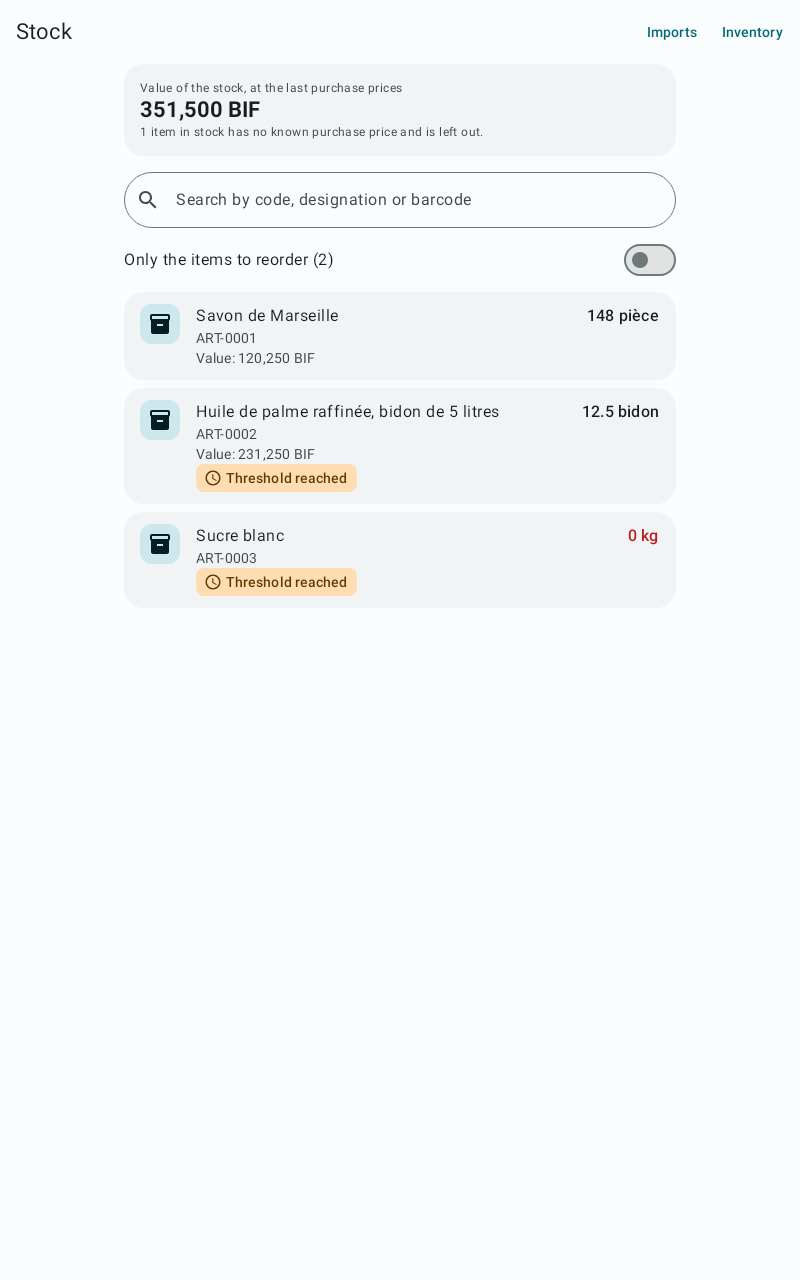 Stock
Imports
Inventory
Value of the stock, at the last purchase prices
351,500 BIF
1 item in stock has no known purchase price and is left out.
Search by code, designation or barcode
Only the items to reorder (2)
Savon de Marseille
148 pièce
ART-0001
Value: 120,250 BIF
Huile de palme raffinée, bidon de 5 litres
12.5 bidon
ART-0002
Value: 231,250 BIF
Threshold reached
Sucre blanc
0 kg
ART-0003
Threshold reached